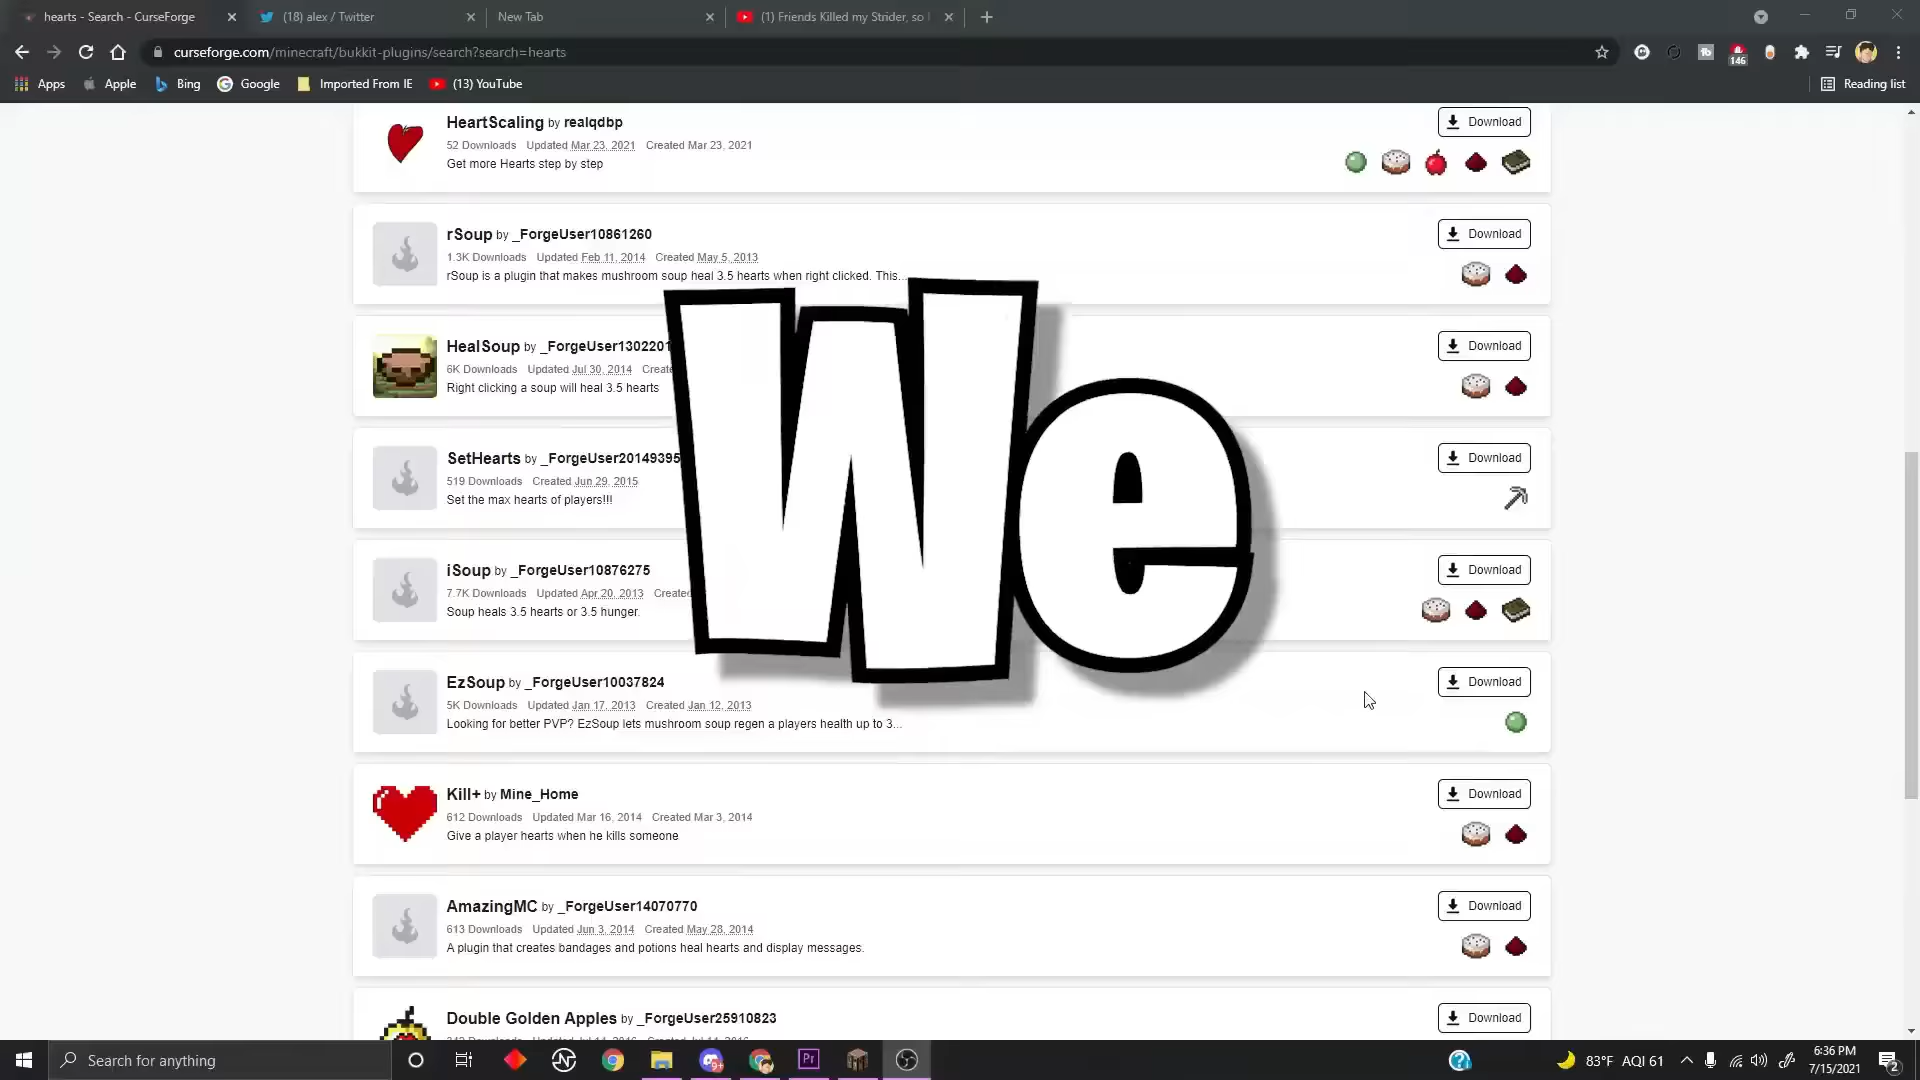 hearts - Search - CurseForge
(18) alex / Twitter
New Tab
(1) Friends Killed my Strider, so
curseforge.com/minecraft/bukkit-plugins/search?search=hearts
146
Apps
Apple
Bing
Google
Imported From IE
(13) YouTube
Reading list
HeartScaling by realqdbp
Download
52 Downloads Updated Mar 23, 2021 Created Mar 23, 2021
Get more Hearts step by step
rSoup by _ForgeUser10861260
Download
1.3K Downloads Updated Feb 11, 2014 Created May 5, 2013
rSoup is a plugin that makes mushroom soup heal 3.5 hearts when right clicked. This...
We
HealSoup by _ForgeUser1302201
Download
6K Downloads Updated Jul 30, 2014 Create
Right clicking a soup will heal 3.5 hearts
SetHearts by _ForgeUser20149395
Download
519 Downloads Created Jun 29, 2015
Set the max hearts of players!!!
iSoup by _ForgeUser10876275
Download
7.7K Downloads Updated Apr 20, 2013 Create
Soup heals 3.5 hearts or 3.5 hunger.
EzSoup by _ForgeUser10037824
Download
5K Downloads Updated Jan 17, 2013 Created Jan 12, 2013
Looking for better PVP? EzSoup lets mushroom soup regen a players health up to 3...
Kill+ by Mine_Home
Download
612 Downloads Updated Mar 16, 2014 Created Mar 3, 2014
Give a player hearts when he kills someone
AmazingMC by _ForgeUser14070770
Download
613 Downloads Updated Jun 3, 2014 Created May 28, 2014
A plugin that creates bandages and potions heal hearts and display messages.
Double Golden Apples by _ForgeUser25910823
Download
Search for anything
9+
Pr
83°F AQI 61
6:36 PM
7/15/2021
2